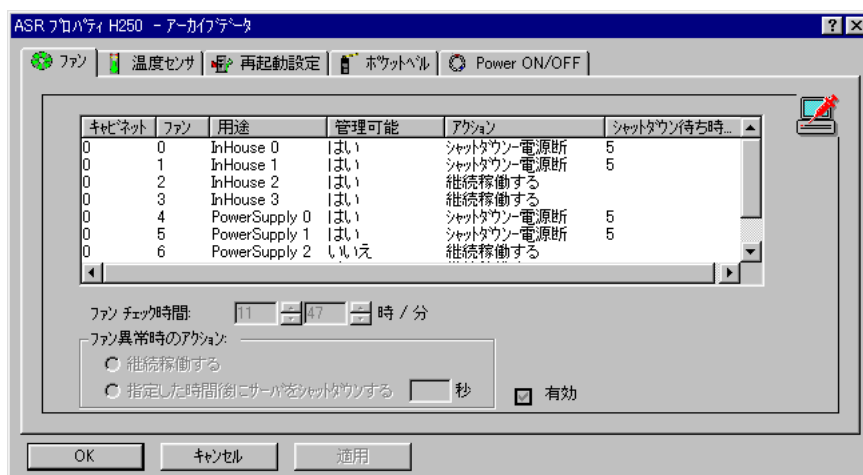 ASR ﾌﾟﾛﾊﾟﾃｨ H250 - ｱｰｶｲﾌﾞﾃﾞｰﾀ
ﾌｧﾝ 温度ｾﾝｻ 再起動設定 ﾎﾟｹｯﾄﾍﾞﾙ Power ON/OFF
ｷｬﾋﾞﾈｯﾄ ﾌｧﾝ 用途 管理可能 ｱｸｼｮﾝ ｼｬｯﾄﾀﾞｳﾝ待ち時...
0 0 InHouse 0 はい ｼｬｯﾄﾀﾞｳﾝｰ電源断 5
0 1 InHouse 1 はい ｼｬｯﾄﾀﾞｳﾝｰ電源断 5
0 2 InHouse 2 はい 継続稼働する
0 3 InHouse 3 はい 継続稼働する
0 4 PowerSupply 0 はい ｼｬｯﾄﾀﾞｳﾝｰ電源断 5
0 5 PowerSupply 1 はい ｼｬｯﾄﾀﾞｳﾝｰ電源断 5
0 6 PowerSupply 2 いいえ 継続稼働する
ﾌｧﾝ ﾁｪｯｸ時間: 11 47 時 / 分
ﾌｧﾝ異常時のｱｸｼｮﾝ:
継続稼働する
指定した時間後にｻｰﾊﾞをｼｬｯﾄﾀﾞｳﾝする 秒
有効
OK ｷｬﾝｾﾙ 適用